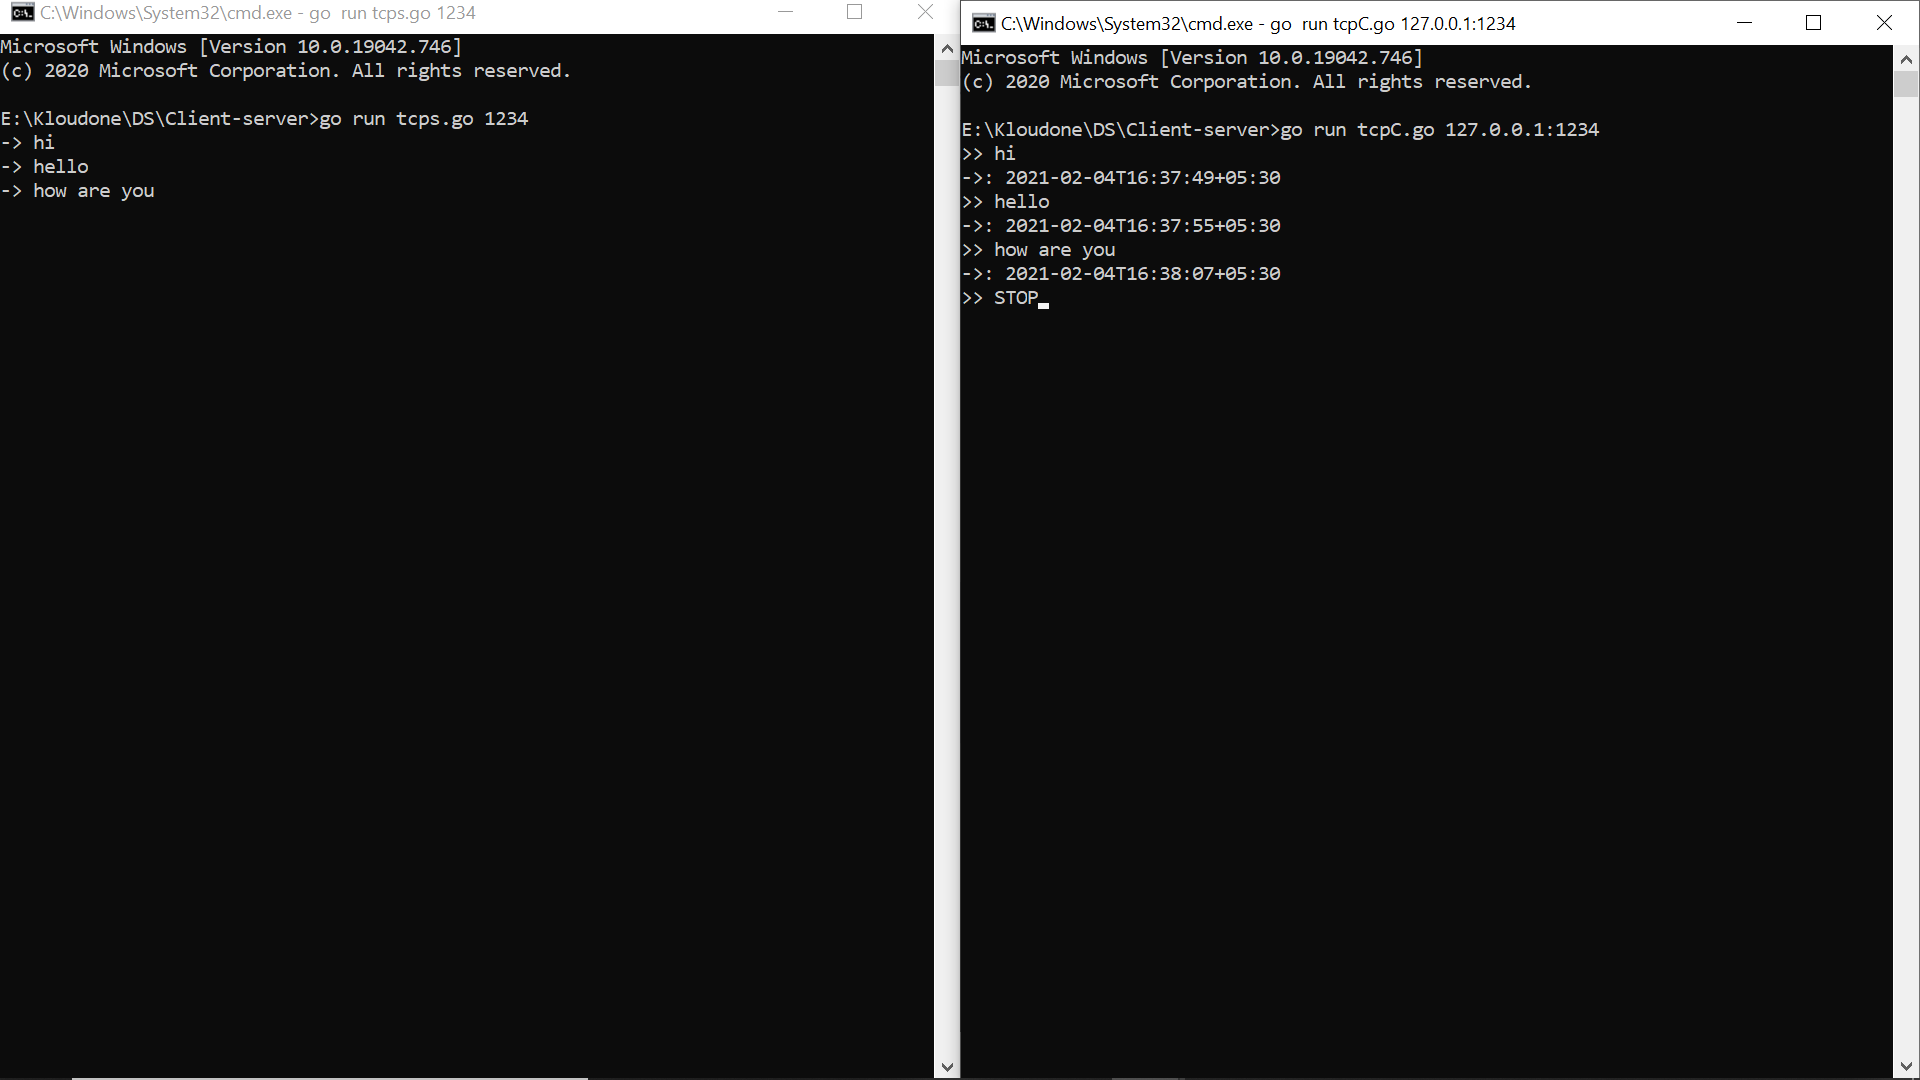 C:\Windows\System32\cmd.exe - go  run tcps.go 1234
Microsoft Windows [Version 10.0.19042.746]
(c) 2020 Microsoft Corporation. All rights reserved.
E:\Kloudone\DS\Client-server>go run tcps.go 1234
-> hi
-> hello
-> how are you
C:\Windows\System32\cmd.exe - go  run tcpC.go 127.0.0.1:1234
Microsoft Windows [Version 10.0.19042.746]
(c) 2020 Microsoft Corporation. All rights reserved.
E:\Kloudone\DS\Client-server>go run tcpC.go 127.0.0.1:1234
>> hi
->: 2021-02-04T16:37:49+05:30
>> hello
->: 2021-02-04T16:37:55+05:30
>> how are you
->: 2021-02-04T16:38:07+05:30
>> STOP